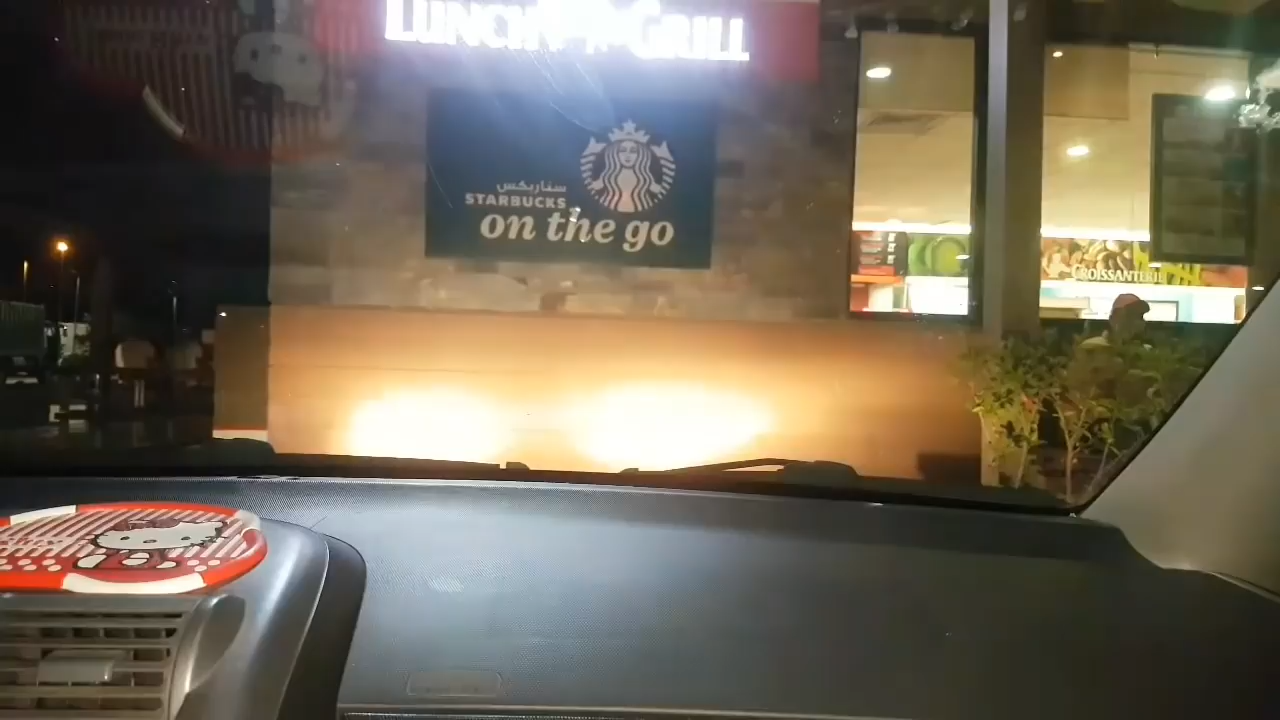 LUNCH GRILL
ستاربكس
STARBUCKS
on the go
CROISSANTERIE